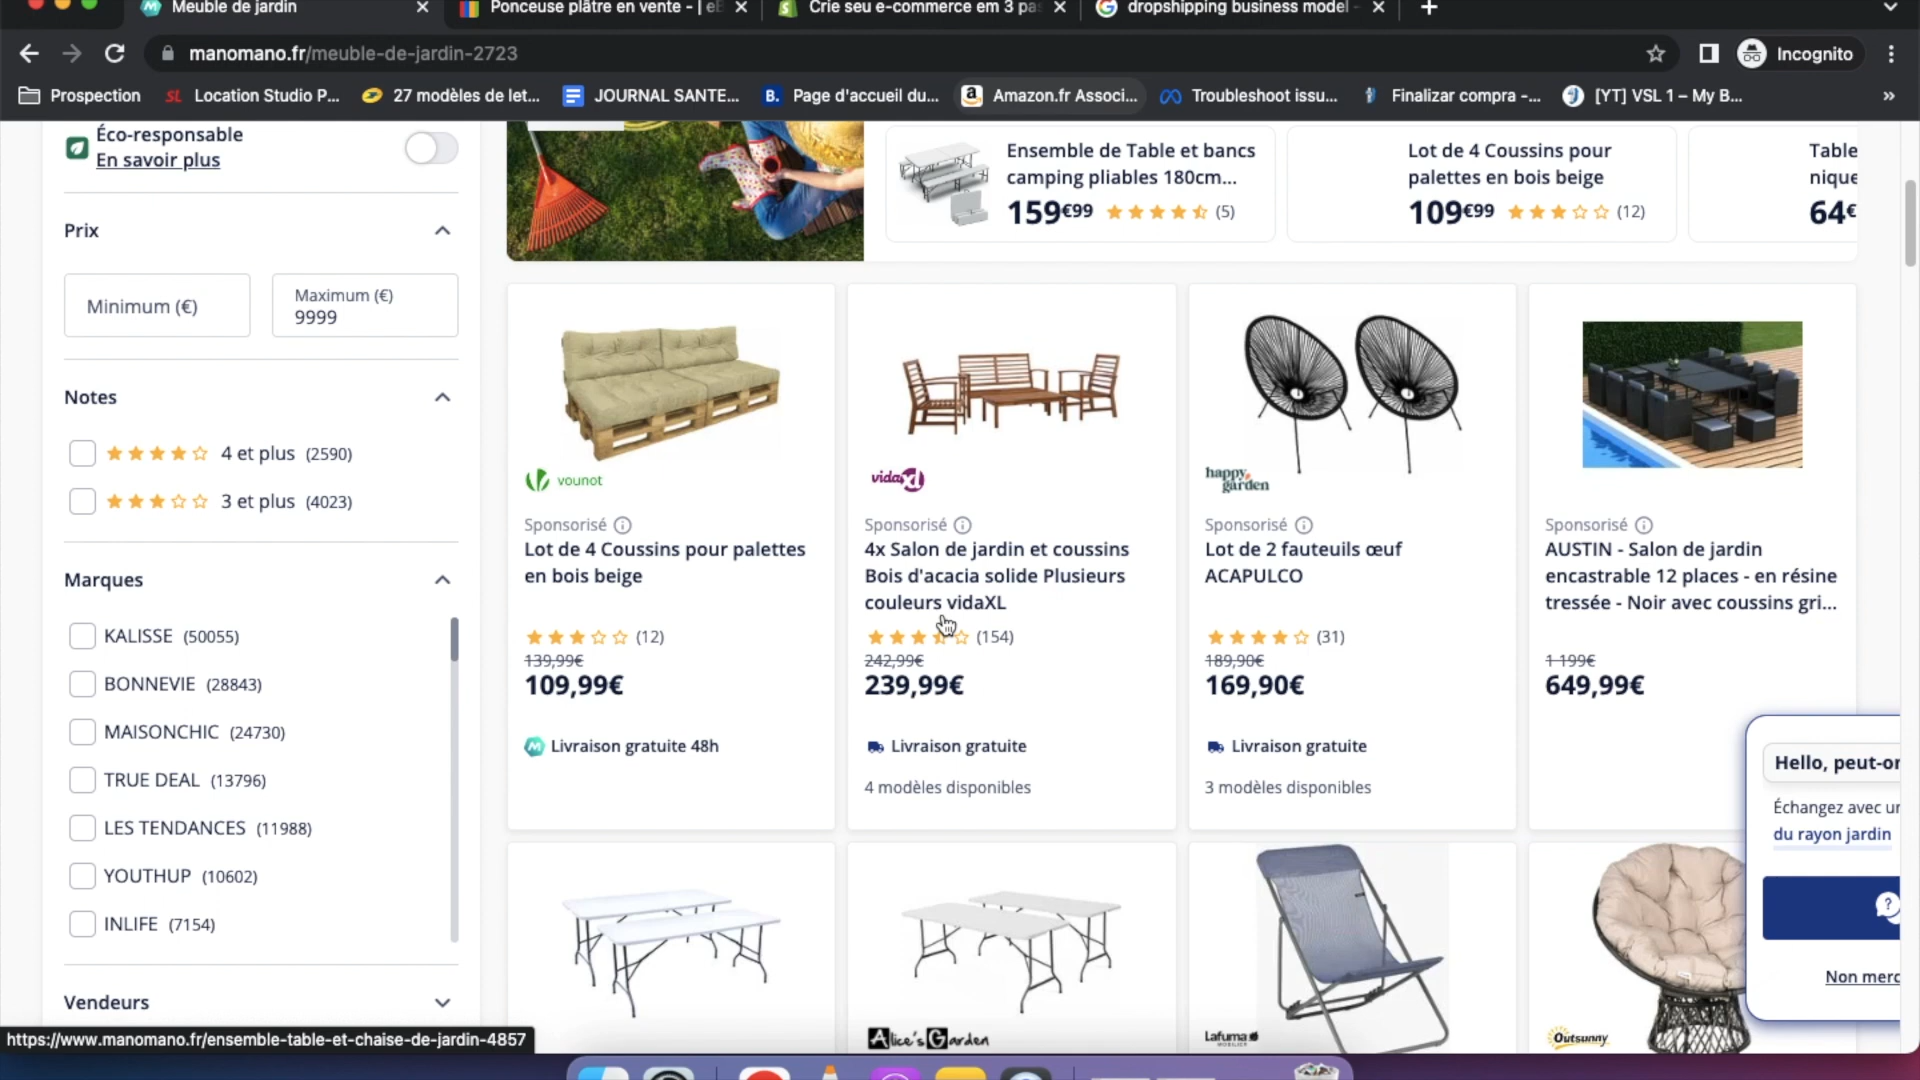 Meuble de jardin
Ponceuse plâtre en vente - | eB
Crie seu e-commerce em 3 pa
dropshipping business model -
manomano.fr/meuble-de-jardin-2723
Incognito
Prospection
SL
Location Studio P...
27 modèles de let...
JOURNAL SANTE...
B.
Page d'accueil du...
a
Amazon.fr Associ...
Troubleshoot issu...
Finalizar compra -...
[YT] VSL 1 – My B...
»
Éco-responsable
En savoir plus
Prix
Minimum (€)
Maximum (€)
9999
Notes
4 et plus (2590)
3 et plus (4023)
Marques
KALISSE (50055)
BONNEVIE (28843)
MAISONCHIC (24730)
TRUE DEAL (13796)
LES TENDANCES (11988)
YOUTHUP (10602)
INLIFE (7154)
Vendeurs
Ensemble de Table et bancs
camping pliables 180cm...
159€99 (5)
Lot de 4 Coussins pour
palettes en bois beige
109€99 (12)
Table
nique
64€
vounot
Sponsorisé
Lot de 4 Coussins pour palettes
en bois beige
(12)
139,99€
109,99€
Livraison gratuite 48h
vidaXL
Sponsorisé
4x Salon de jardin et coussins
Bois d'acacia solide Plusieurs
couleurs vidaXL
(154)
242,99€
239,99€
Livraison gratuite
4 modèles disponibles
happy
garden
Sponsorisé
Lot de 2 fauteuils œuf
ACAPULCO
(31)
189,90€
169,90€
Livraison gratuite
3 modèles disponibles
Sponsorisé
AUSTIN - Salon de jardin
encastrable 12 places - en résine
tressée - Noir avec coussins gri...
1 199€
649,99€
Hello, peut-on
Échangez avec un
du rayon jardin
?
Non merc
Alice's Garden
Lafuma
MOBILIER
Outsunny
https://www.manomano.fr/ensemble-table-et-chaise-de-jardin-4857